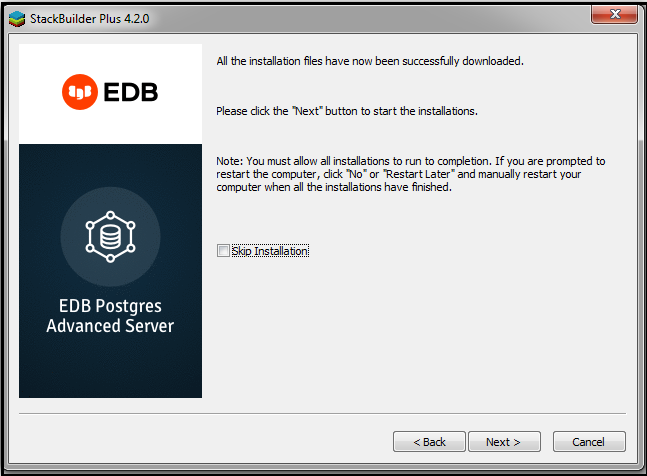 StackBuilder Plus 4.2.0
All the installation files have now been successfully downloaded.
EDB
Please click the "Next" button to start the installations.
Note: You must allow all installations to run to completion. If you are prompted to
restart the computer, click "No" or "Restart Later" and manually restart your
computer when all the installations have finished.
Skip Installation
EDB Postgres
Advanced Server
< Back
Next >
Cancel